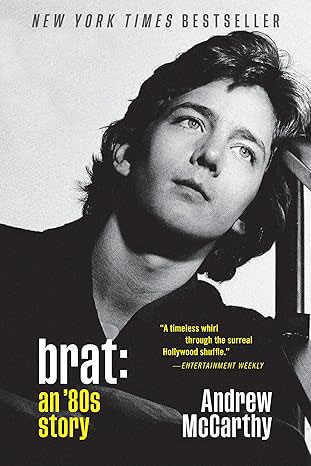 NEW YORK TIMES BESTSELLER
"A timeless whirl
through the surreal
Hollywood shuffle."
—ENTERTAINMENT WEEKLY
brat:
an '80s
story
Andrew
McCarthy